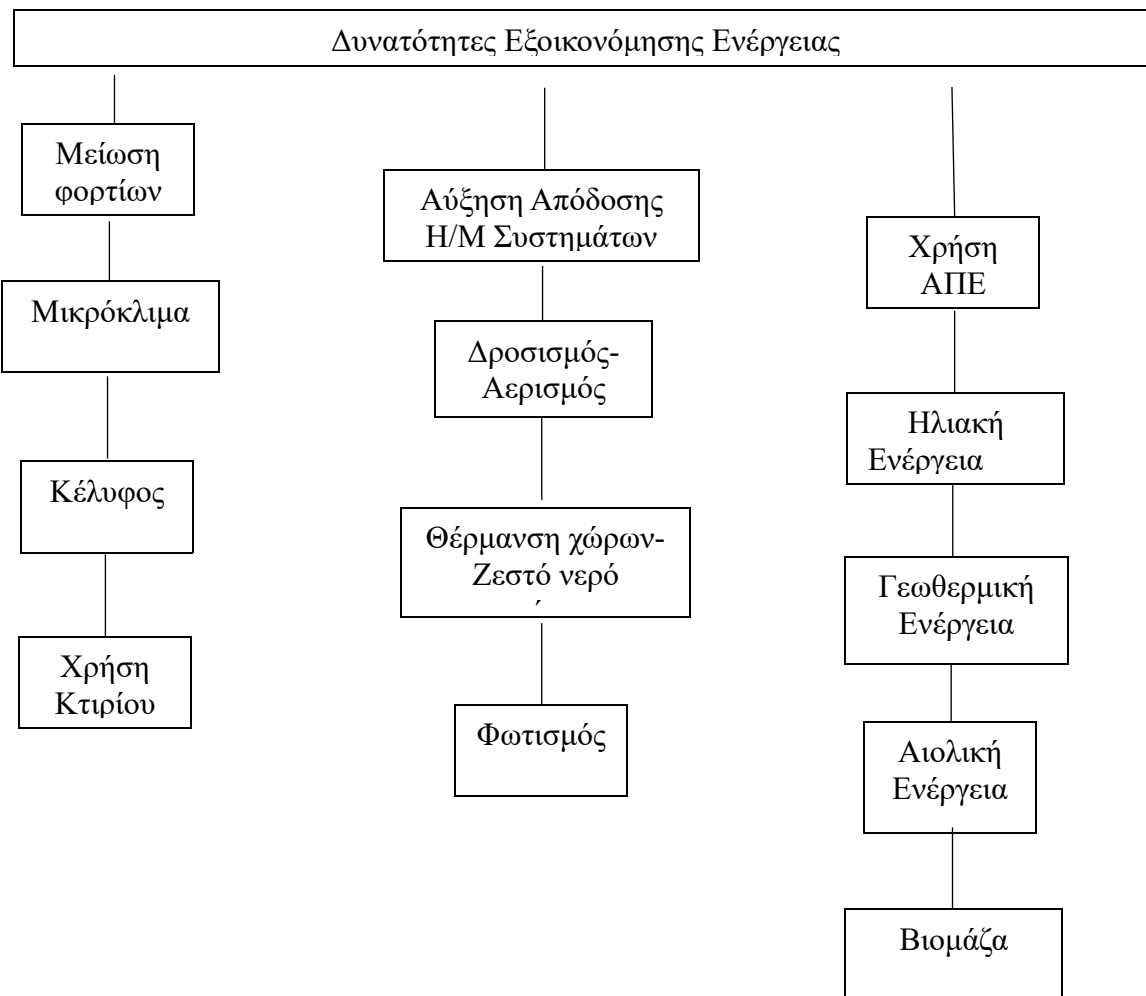 Δυνατότητες Εξοικονόμησης Ενέργειας
Μείωση
φορτίων
Μικρόκλιμα
Κέλυφος
Χρήση
Κτιρίου
Αύξηση Απόδοσης
Η/Μ Συστημάτων
Δροσισμός-
Αερισμός
Θέρμανση χώρων-
Ζεστό νερό
Φωτισμός
Χρήση
ΑΠΕ
Ηλιακή
Ενέργεια
Γεωθερμική
Ενέργεια
Αιολική
Ενέργεια
Βιομάζα